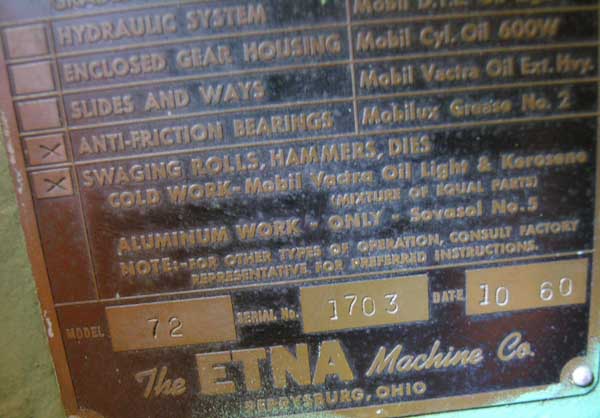 HYDRAULIC SYSTEM Mobil Cyl. Oil 600W
ENCLOSED GEAR HOUSING Mobil Vactra Oil Ext. Hvy.
SLIDES AND WAYS Mobilux Grease No. 2
ANTI-FRICTION BEARINGS
SWAGING ROLLS, HAMMERS, DIES
COLD WORK-Mobil Vactra Oil Light & Kerosene
(MIXTURE OF EQUAL PARTS)
ALUMINUM WORK - ONLY - Sovasol No. 5
NOTE:-FOR OTHER TYPES OF OPERATION, CONSULT FACTORY
REPRESENTATIVE FOR PREFERRED INSTRUCTIONS.
MODEL 72 SERIAL No. 1703 DATE 10 60
The ETNA Machine Co.
PERRYSBURG, OHIO